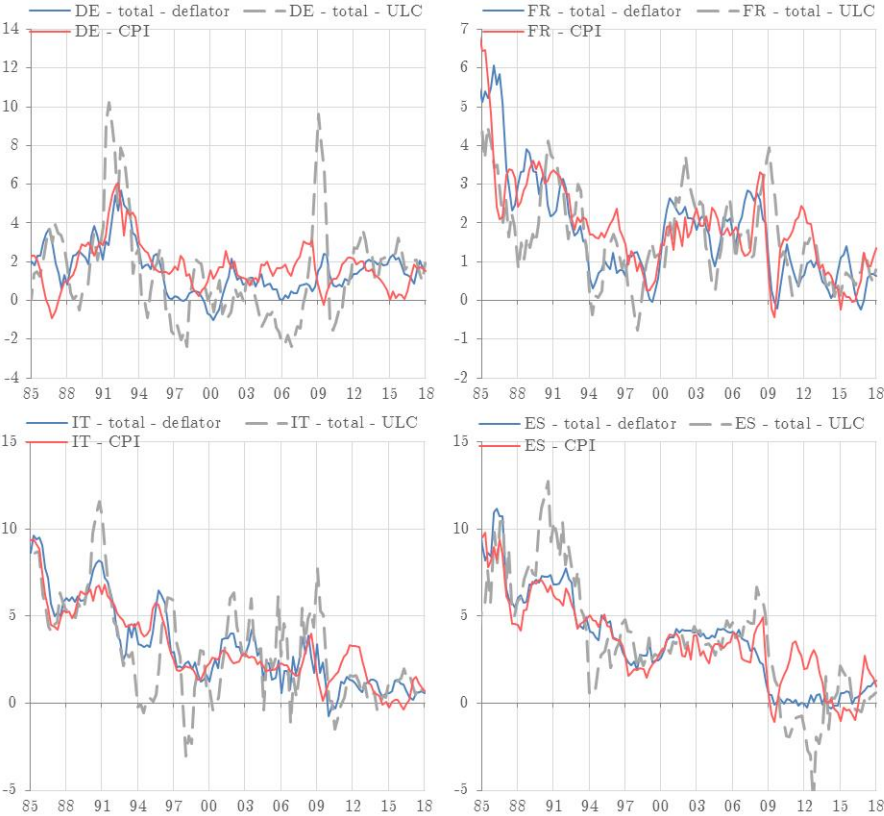 DE - total - deflator DE - total - ULC
DE - CPI
14
12
10
8
6
4
2
0
-2
-4
85 88 91 94 97 00 03 06 09 12 15 18
FR - total - deflator FR - total - ULC
FR - CPI
7
6
5
4
3
2
1
0
-1
-2
85 88 91 94 97 00 03 06 09 12 15 18
IT - total - deflator IT - total - ULC
IT - CPI
15
10
5
0
-5
85 88 91 94 97 00 03 06 09 12 15 18
ES - total - deflator ES - total - ULC
ES - CPI
15
10
5
0
-5
85 88 91 94 97 00 03 06 09 12 15 18